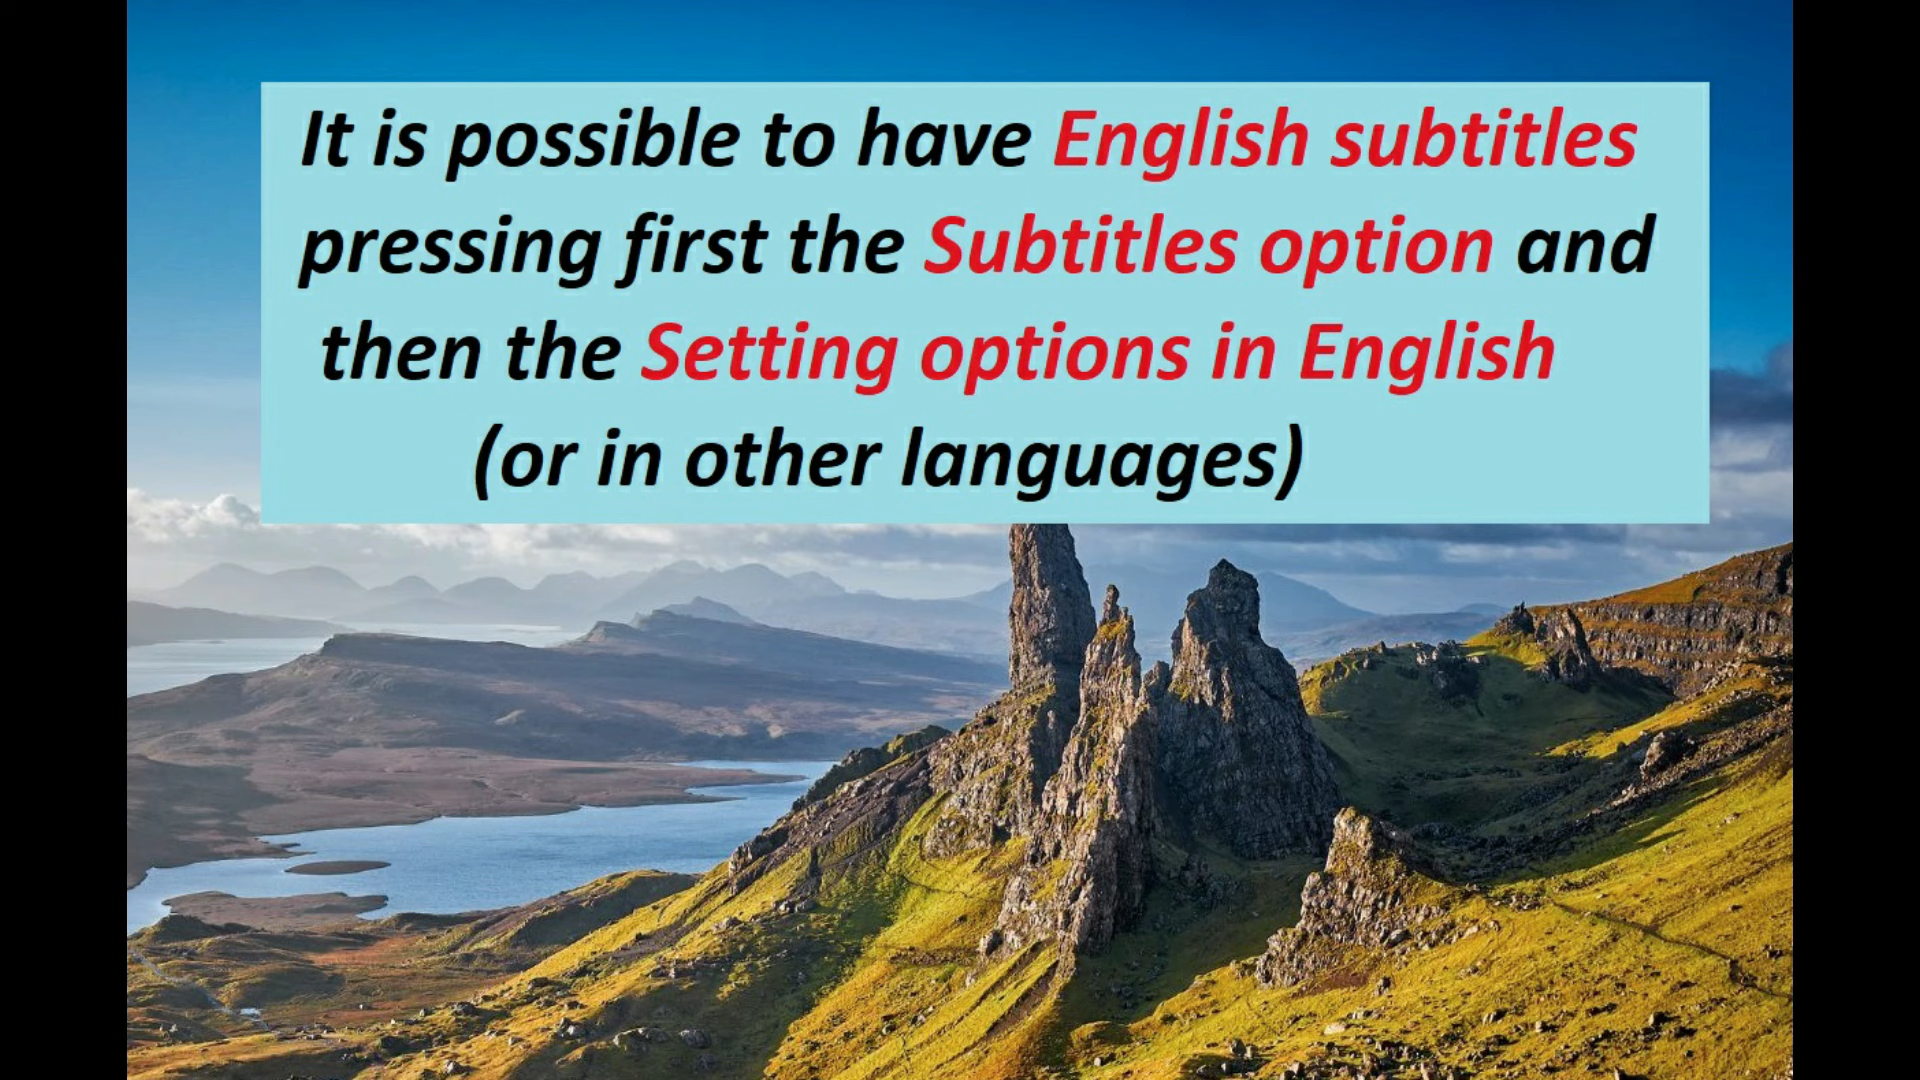 It is possible to have English subtitles
pressing first the Subtitles option and
then the Setting options in English
(or in other languages)